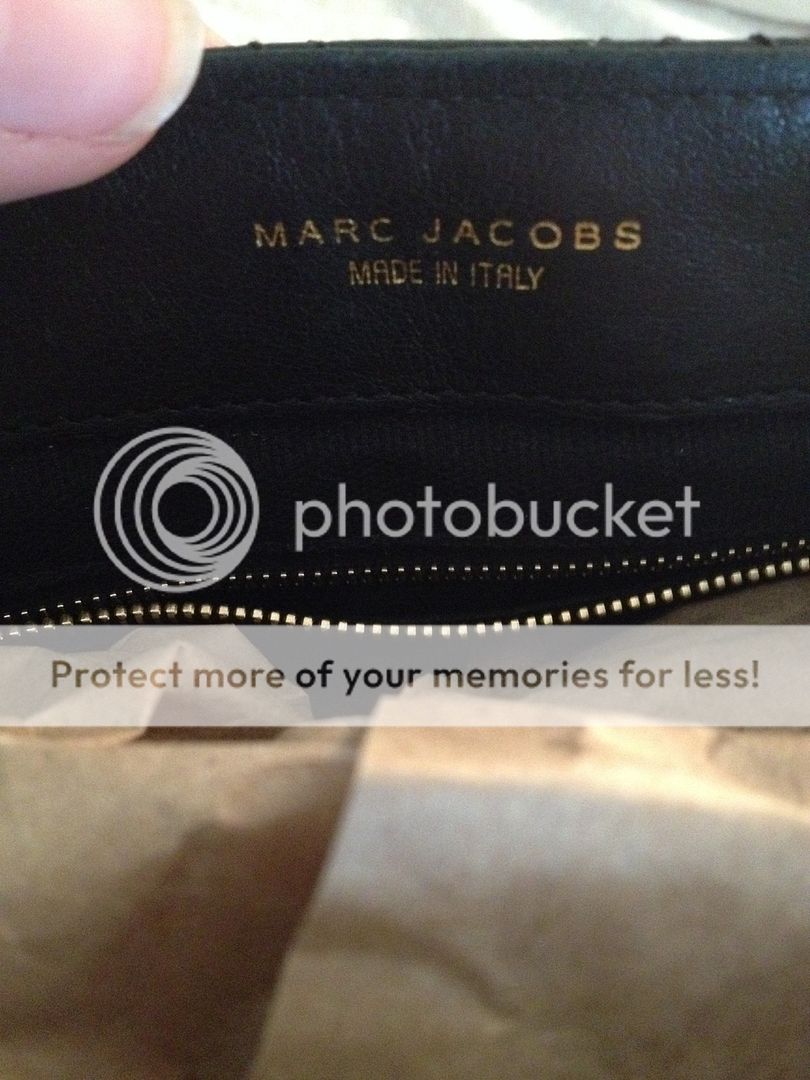 MARC JACOBS
MADE IN ITALY
photobucket
Protect more of your memories for less!